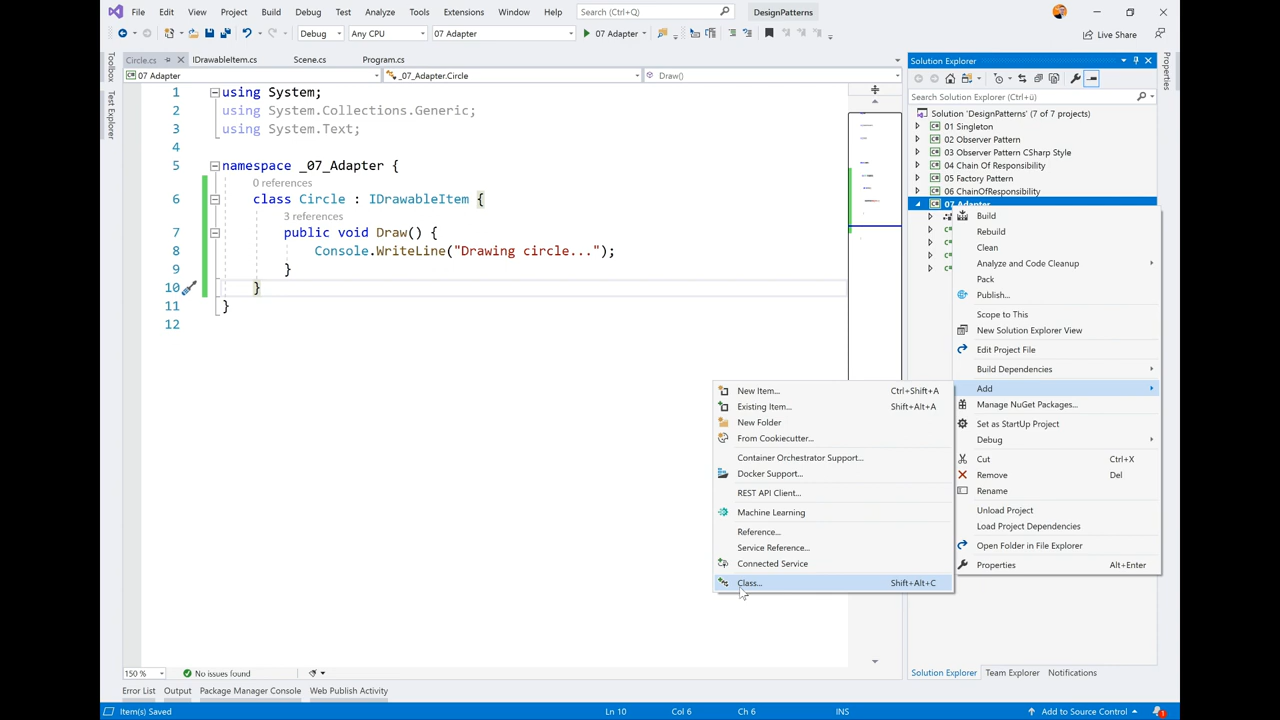 File Edit View Project Build Debug Test Analyze Tools Extensions Window Help Search (Ctrl+Q) DesignPatterns
Debug Any CPU 07 Adapter 07 Adapter Live Share
Toolbox
Test Explorer
Circle.cs IDrawableItem.cs Scene.cs Program.cs
07 Adapter _07_Adapter.Circle Draw()
1 using System;
2 using System.Collections.Generic;
3 using System.Text;
4
5 namespace _07_Adapter {
0 references
6 class Circle : IDrawableItem {
3 references
7 public void Draw() {
8 Console.WriteLine("Drawing circle...");
9 }
10 }
11 }
12
Solution Explorer
Search Solution Explorer (Ctrl+ü)
Solution 'DesignPatterns' (7 of 7 projects)
01 Singleton
02 Observer Pattern
03 Observer Pattern CSharp Style
04 Chain Of Responsibility
05 Factory Pattern
06 ChainOfResponsibility
07 Adapter
Properties
Build
Rebuild
Clean
Analyze and Code Cleanup
Pack
Publish...
Scope to This
New Solution Explorer View
Edit Project File
Build Dependencies
Add
Manage NuGet Packages...
Set as StartUp Project
Debug
Cut Ctrl+X
Remove Del
Rename
Unload Project
Load Project Dependencies
Open Folder in File Explorer
Properties Alt+Enter
New Item... Ctrl+Shift+A
Existing Item... Shift+Alt+A
New Folder
From Cookiecutter...
Container Orchestrator Support...
Docker Support...
REST API Client...
Machine Learning
Reference...
Service Reference...
Connected Service
Class... Shift+Alt+C
150 % No issues found
Solution Explorer Team Explorer Notifications
Error List Output Package Manager Console Web Publish Activity
Item(s) Saved Ln 10 Col 6 Ch 6 INS Add to Source Control 1